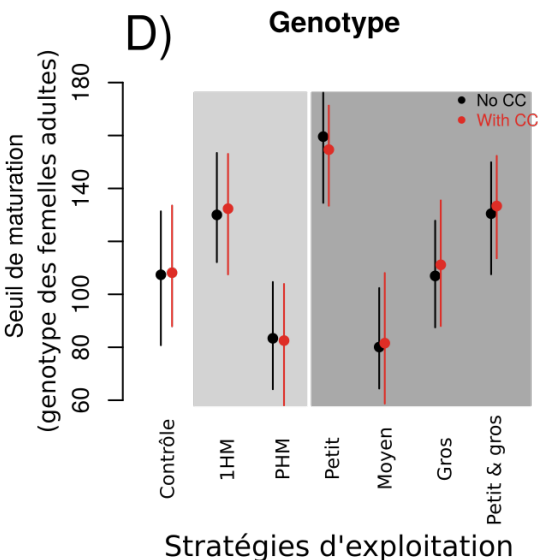 D)
Genotype
Seuil de maturation
(genotype des femelles adultes)
180
140
100
80
60
No CC
With CC
Contrôle
1HM
PHM
Petit
Moyen
Gros
Petit & gros
Stratégies d'exploitation